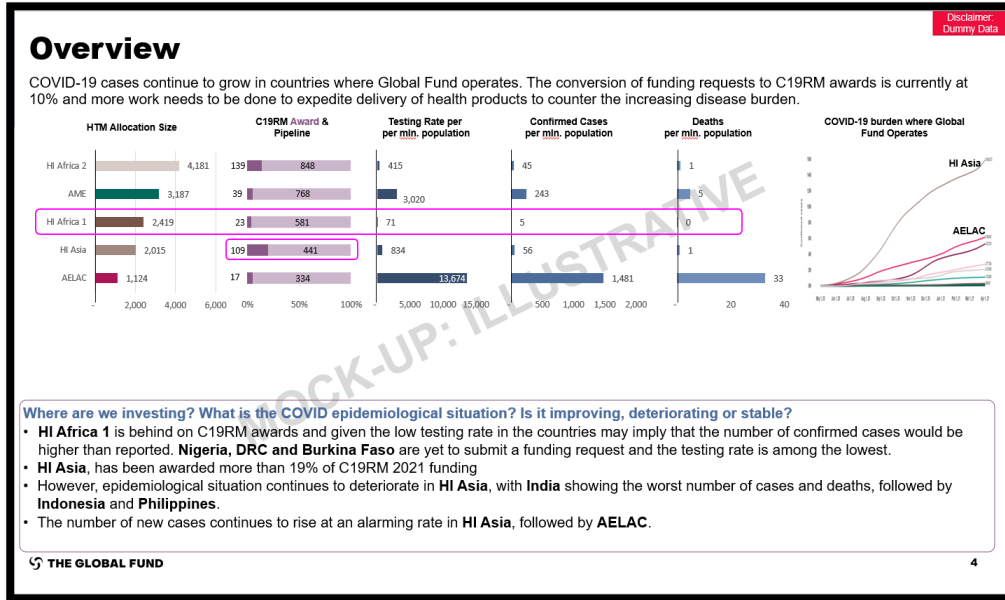 Disclaimer:
Dummy Data
Overview
COVID-19 cases continue to grow in countries where Global Fund operates. The conversion of funding requests to C19RM awards is currently at
10% and more work needs to be done to expedite delivery of health products to counter the increasing disease burden.
HTM Allocation Size
HI Africa 2
4,181
AME
3,187
HI Africa 1
2,419
HI Asia
2,015
AELAC
1,124
- 2,000 4,000 6,000
C19RM Award &
Pipeline
139 848
39 768
23 581
109 441
17 334
0% 50% 100%
Testing Rate per
per mln. population
415
3,020
71
834
13,674
- 5,000 10,000 15,000
Confirmed Cases
per mln. population
45
243
5
56
1,481
- 500 1,000 1,500 2,000
Deaths
per mln. population
1
5
0
1
33
- 20 40
COVID-19 burden where Global
Fund Operates
HI Asia
AELAC
MOCK-UP: ILLUSTRATIVE
Where are we investing? What is the COVID epidemiological situation? Is it improving, deteriorating or stable?
• HI Africa 1 is behind on C19RM awards and given the low testing rate in the countries may imply that the number of confirmed cases would be
higher than reported. Nigeria, DRC and Burkina Faso are yet to submit a funding request and the testing rate is among the lowest.
• HI Asia, has been awarded more than 19% of C19RM 2021 funding
• However, epidemiological situation continues to deteriorate in HI Asia, with India showing the worst number of cases and deaths, followed by
Indonesia and Philippines.
• The number of new cases continues to rise at an alarming rate in HI Asia, followed by AELAC.
THE GLOBAL FUND
4